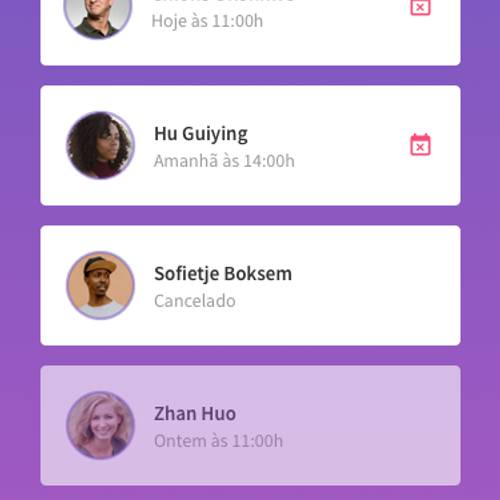 Hoje às 11:00h
Hu Guiying
Amanhã às 14:00h
Sofietje Boksem
Cancelado
Zhan Huo
Ontem às 11:00h